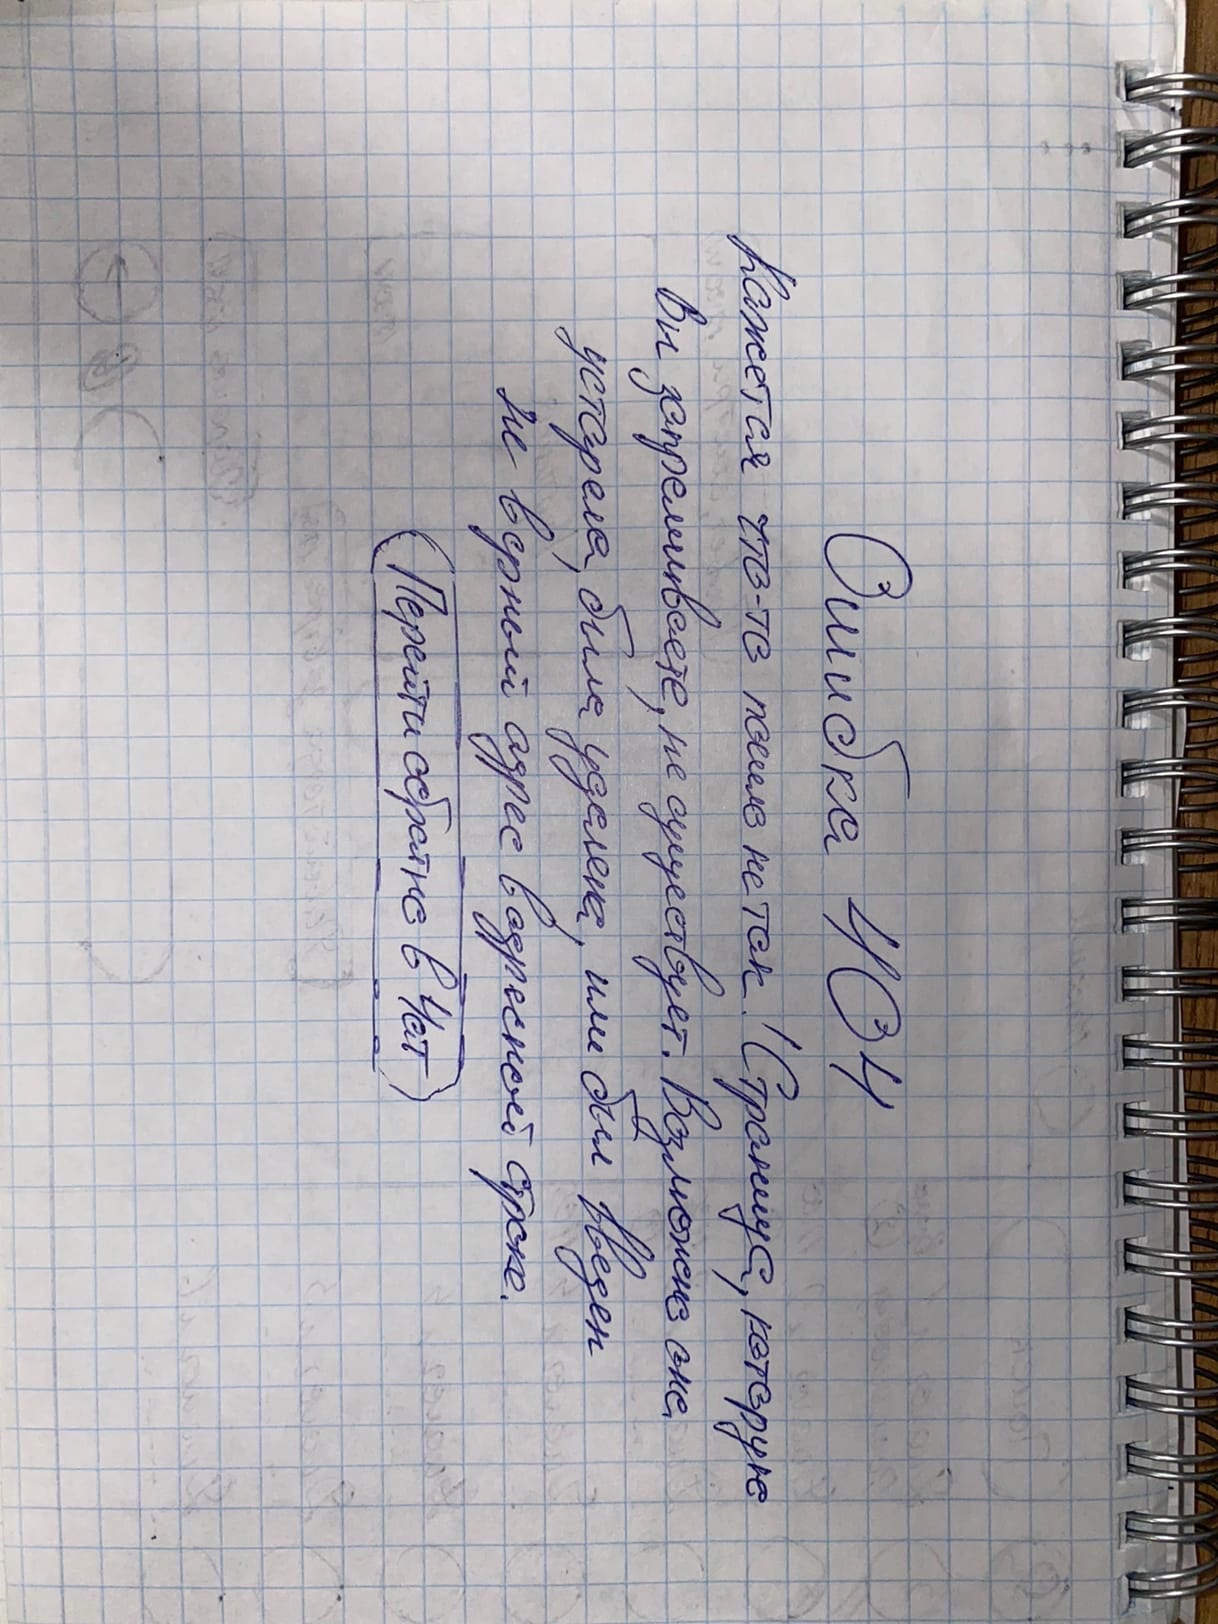 Ошибка 404
Кажется что-то пошло не так! Страница, которую
Вы запрашиваете, не существует. Возможно она
устарела, была удалена, или был введен
не верный адрес в адресной строке.
Перейти обратно в Чат